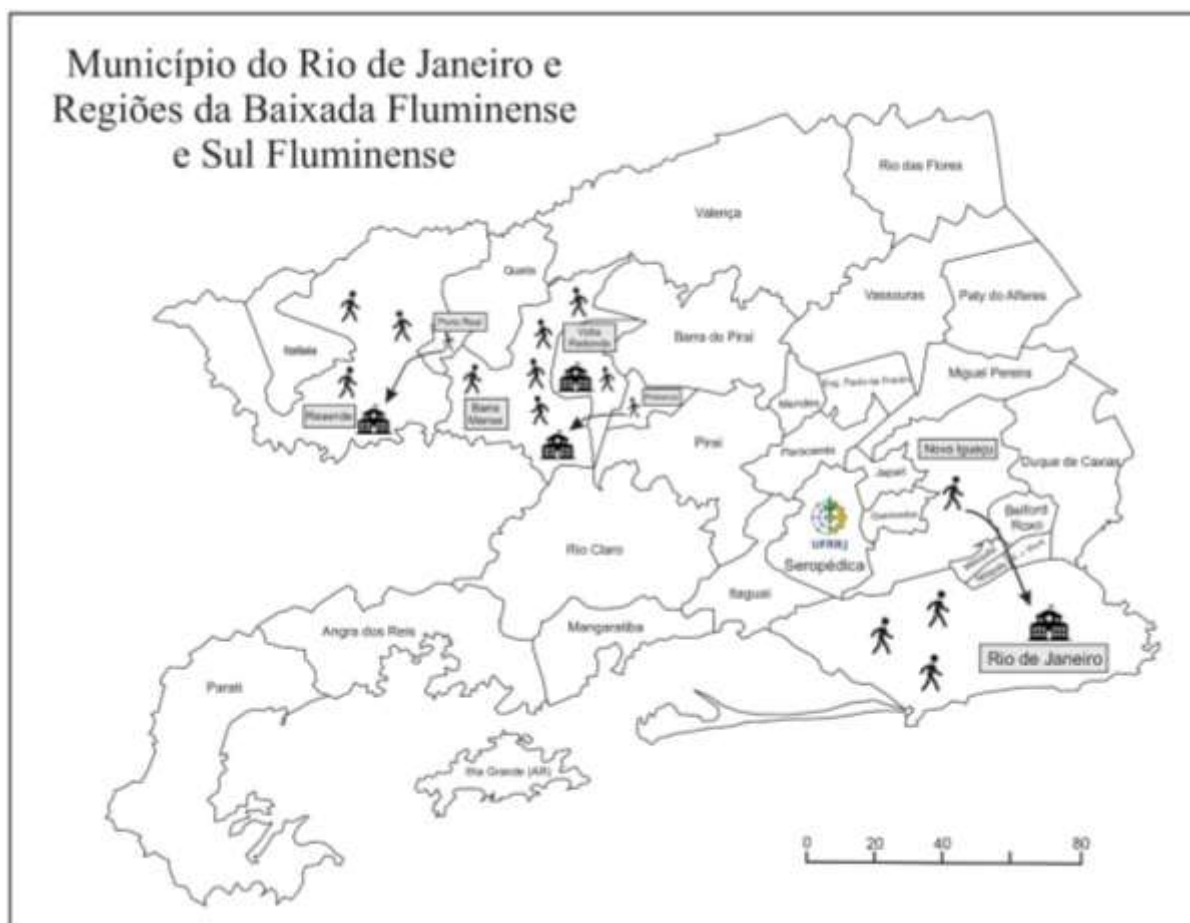 Município do Rio de Janeiro e
Regiões da Baixada Fluminense
e Sul Fluminense
Rio das Flores
Valença
Quatis
Vassouras
Paty do Alferes
Porto Real
Volta
Redonda
Barra do Piraí
Itatiaia
Miguel Pereira
Mendes
Resende
Barra
Mansa
Piraí
Paracambi
Nova Iguaçu
Japeri
Duque de Caxias
Queimados
Belford
Roxo
UFRRJ
Seropédica
Rio Claro
Itaguaí
Angra dos Reis
Mangaratiba
Rio de Janeiro
Parati
Ilha Grande (AR)
0 20 40 80